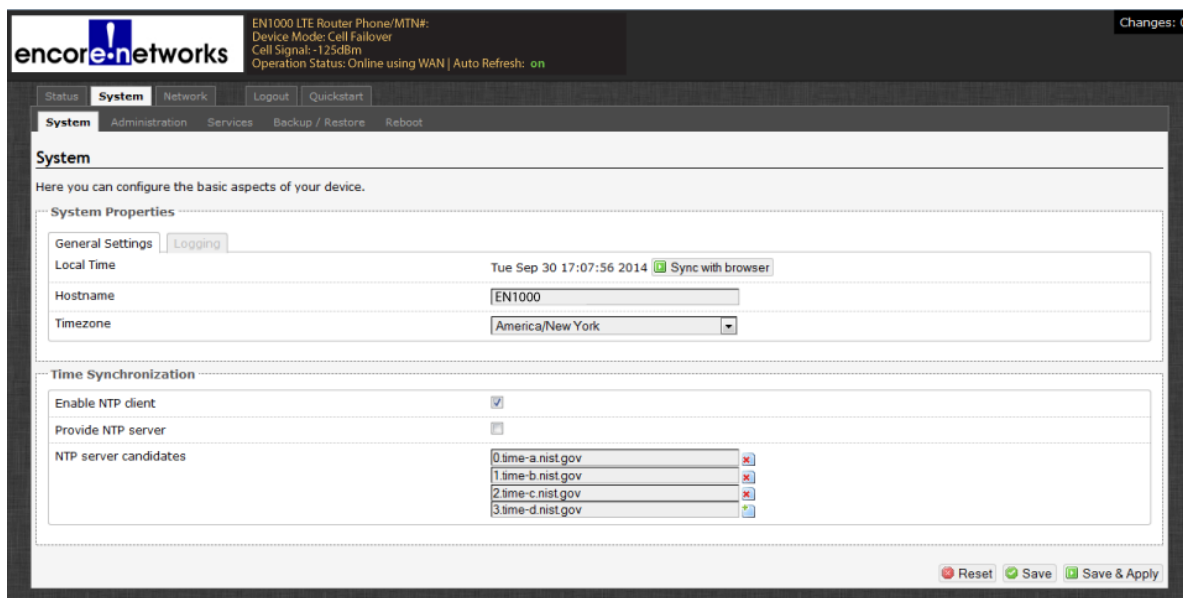 encore!networks
EN1000 LTE Router Phone/MTN#:
Device Mode: Cell Failover
Cell Signal: -125dBm
Operation Status: Online using WAN | Auto Refresh: on
Changes: 0
Status System Network Logout Quickstart
System Administration Services Backup / Restore Reboot
System
Here you can configure the basic aspects of your device.
System Properties
General Settings Logging
Local Time Tue Sep 30 17:07:56 2014 Sync with browser
Hostname EN1000
Timezone America/New York
Time Synchronization
Enable NTP client
Provide NTP server
NTP server candidates 0.time-a.nist.gov
1.time-b.nist.gov
2.time-c.nist.gov
3.time-d.nist.gov
Reset Save Save & Apply